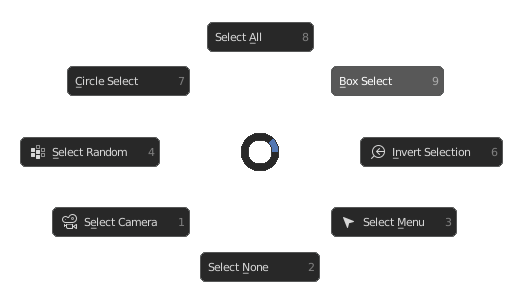 Select All 8
Circle Select 7
Box Select 9
Select Random 4
Invert Selection 6
Select Camera 1
Select Menu 3
Select None 2